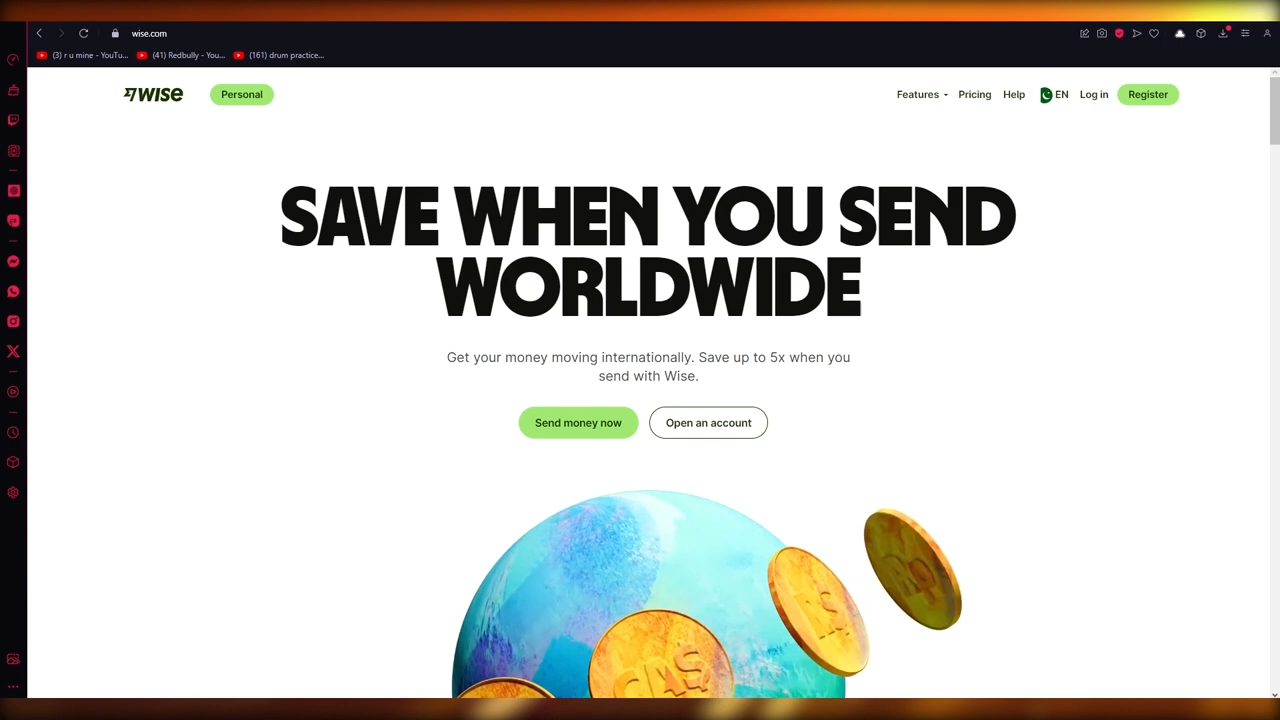 wise.com
(3) r u mine - YouTu...
(41) Redbully - You...
(161) drum practice...
7WISE
Personal
Features
Pricing
Help
EN
Log in
Register
SAVE WHEN YOU SEND
WORLDWIDE
Get your money moving internationally. Save up to 5x when you
send with Wise.
Send money now
Open an account